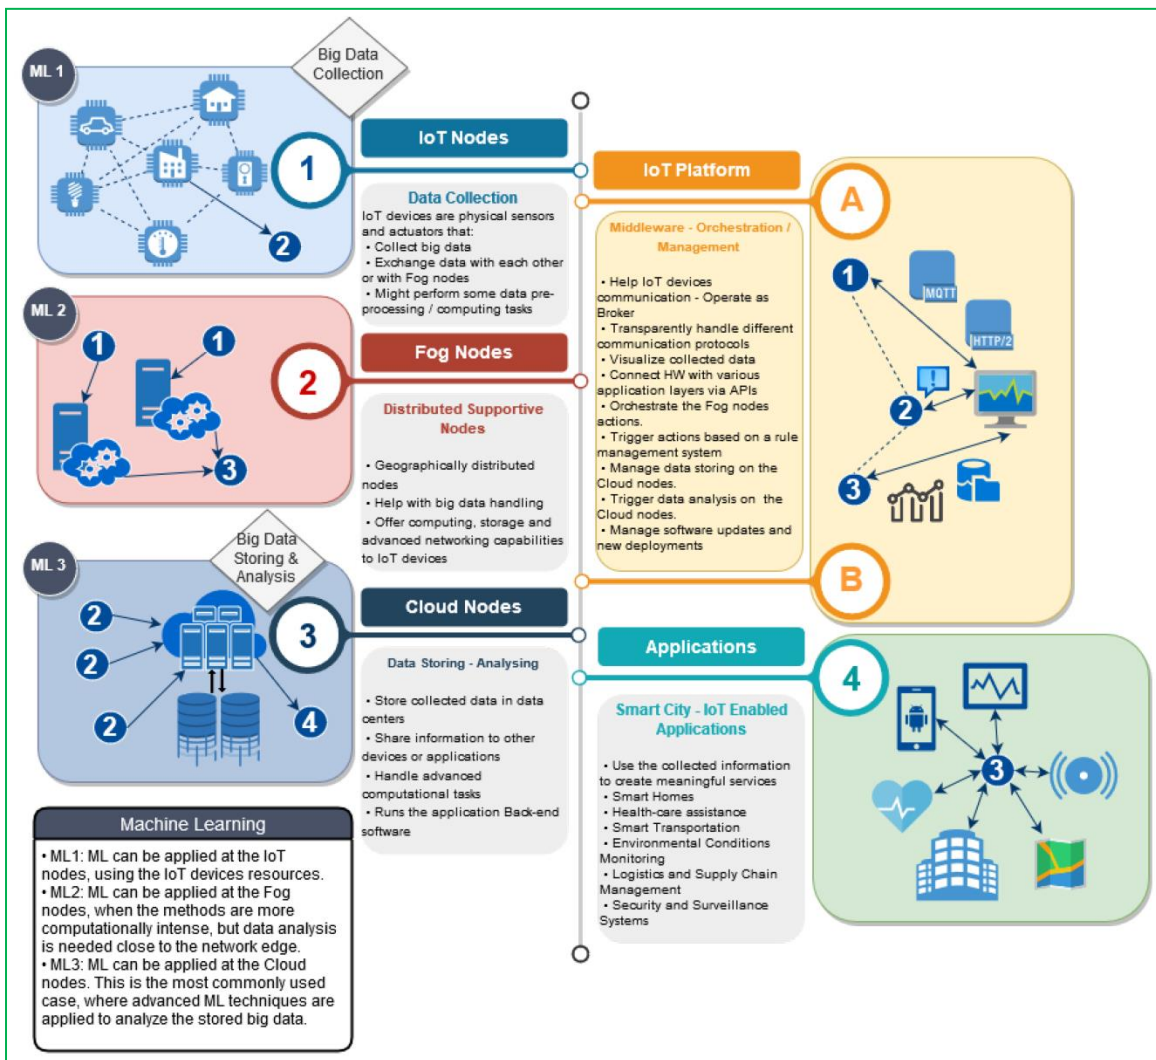 ML 1
Big Data
Collection
1
2
IoT Nodes
Data Collection
IoT devices are physical sensors
and actuators that:
• Collect big data
• Exchange data with each other
or with Fog nodes
• Might perform some data pre-
processing / computing tasks
ML 2
1
1
3
2
Fog Nodes
Distributed Supportive
Nodes
• Geographically distributed
nodes
• Help with big data handling
• Offer computing, storage and
advanced networking capabilities
to IoT devices
ML 3
Big Data
Storing &
Analysis
2
2
2
4
3
Cloud Nodes
Data Storing - Analysing
• Store collected data in data
centers
• Share information to other
devices or applications
• Handle advanced
computational tasks
• Runs the application Back-end
software
Machine Learning
• ML1: ML can be applied at the IoT
nodes, using the IoT devices resources.
• ML2: ML can be applied at the Fog
nodes, when the methods are more
computationally intense, but data analysis
is needed close to the network edge.
• ML3: ML can be applied at the Cloud
nodes. This is the most commonly used
case, where advanced ML techniques are
applied to analyze the stored big data.
IoT Platform
A
Middleware - Orchestration /
Management
• Help IoT devices
communication - Operate as
Broker
• Transparently handle different
communication protocols
• Visualize collected data
• Connect HW with various
application layers via APIs
• Orchestrate the Fog nodes
actions.
• Trigger actions based on a rule
management system
• Manage data storing on the
Cloud nodes.
• Trigger data analysis on the
Cloud nodes.
• Manage software updates and
new deployments
1
MQTT
HTTP/2
!
2
3
B
Applications
4
Smart City - IoT Enabled
Applications
• Use the collected information
to create meaningful services
• Smart Homes
• Health-care assistance
• Smart Transportation
• Environmental Conditions
Monitoring
• Logistics and Supply Chain
Management
• Security and Surveillance
Systems
3